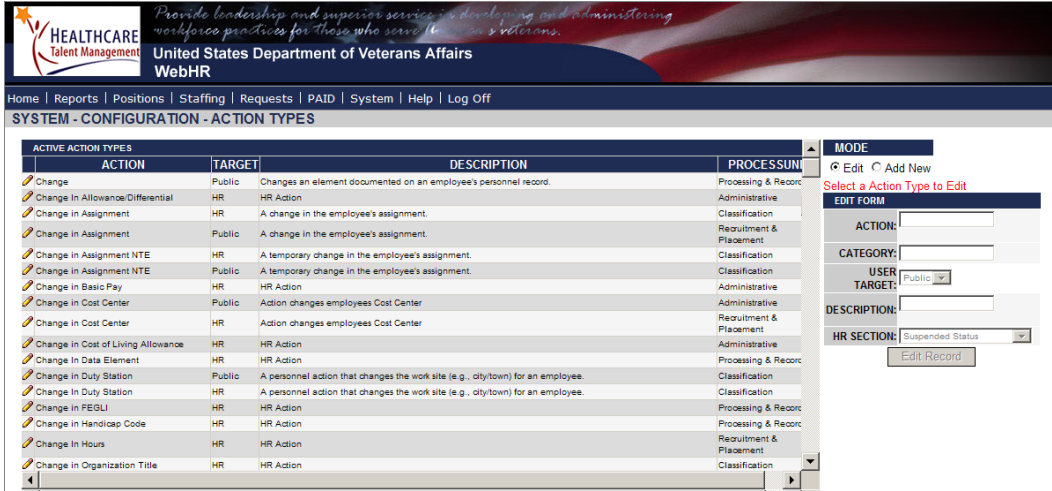 Provide leadership and superior service in developing and administering
workforce practices for those who serve
HEALTHCARE
Talent Management
United States Department of Veterans Affairs
WebHR
Home | Reports | Positions | Staffing | Requests | PAID | System | Help | Log Off
SYSTEM - CONFIGURATION - ACTION TYPES
ACTIVE ACTION TYPES
ACTION TARGET DESCRIPTION PROCESSUNI
Change Public Changes an element documented on an employee's personnel record. Processing & Record
Change In Allowance/Differential HR HR Action Administrative
Change in Assignment HR A change in the employee's assignment. Classification
Change in Assignment Public A change in the employee's assignment. Recruitment &
Placement
Change in Assignment NTE HR A temporary change in the employee's assignment. Classification
Change in Assignment NTE Public A temporary change in the employee's assignment. Classification
Change in Basic Pay HR HR Action Administrative
Change in Cost Center Public Action changes employees Cost Center Administrative
Change in Cost Center HR Action changes employees Cost Center Recruitment &
Placement
Change in Cost of Living Allowance HR HR Action Administrative
Change In Data Element HR HR Action Processing & Record
Change in Duty Station Public A personnel action that changes the work site (e.g., city/town) for an employee. Classification
Change In Duty Station HR A personnel action that changes the work site (e.g., city/town) for an employee. Classification
Change in FEGLI HR HR Action Processing & Record
Change in Handicap Code HR HR Action Processing & Record
Change In Hours HR HR Action Recruitment &
Placement
Change in Organization Title HR HR Action Classification
MODE
Edit Add New
Select a Action Type to Edit
EDIT FORM
ACTION:
CATEGORY:
USER
TARGET: Public
DESCRIPTION:
HR SECTION: Suspended Status
Edit Record